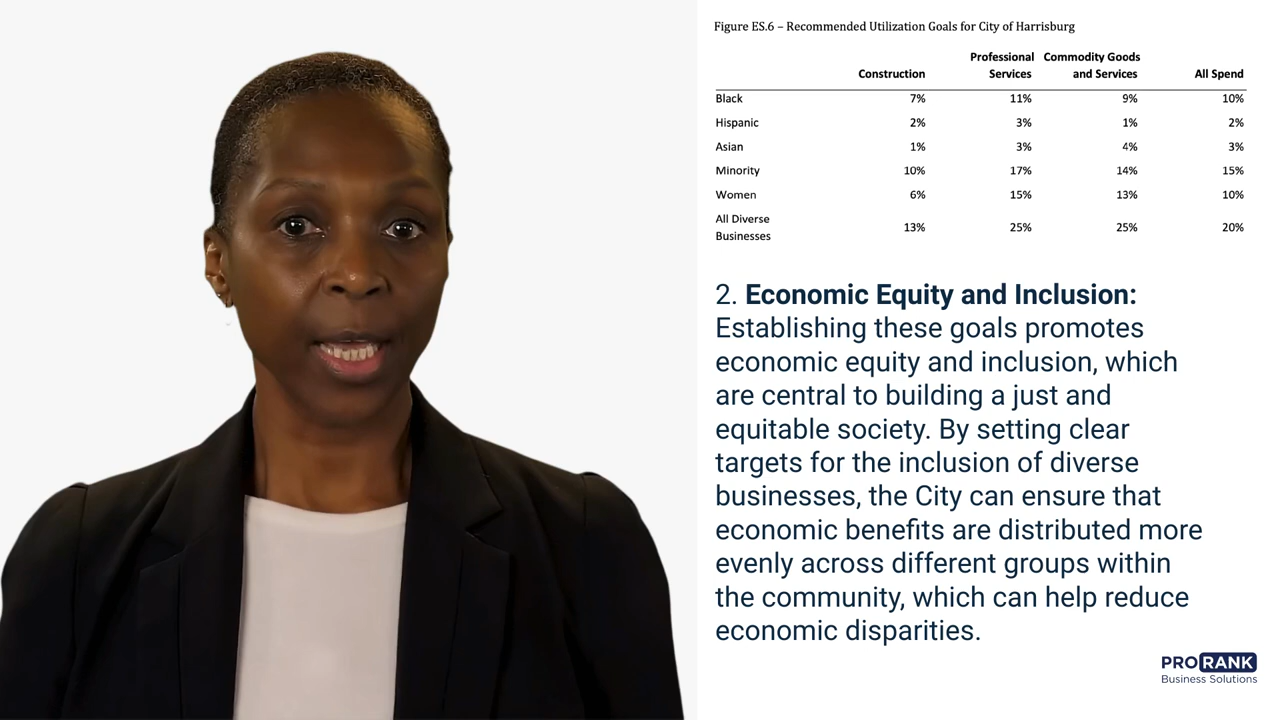 Figure ES.6 – Recommended Utilization Goals for City of Harrisburg
Professional Commodity Goods
Construction Services and Services All Spend
Black 7% 11% 9% 10%
Hispanic 2% 3% 1% 2%
Asian 1% 3% 4% 3%
Minority 10% 17% 14% 15%
Women 6% 15% 13% 10%
All Diverse
Businesses 13% 25% 25% 20%
2. Economic Equity and Inclusion:
Establishing these goals promotes
economic equity and inclusion, which
are central to building a just and
equitable society. By setting clear
targets for the inclusion of diverse
businesses, the City can ensure that
economic benefits are distributed more
evenly across different groups within
the community, which can help reduce
economic disparities.
PRORANK
Business Solutions